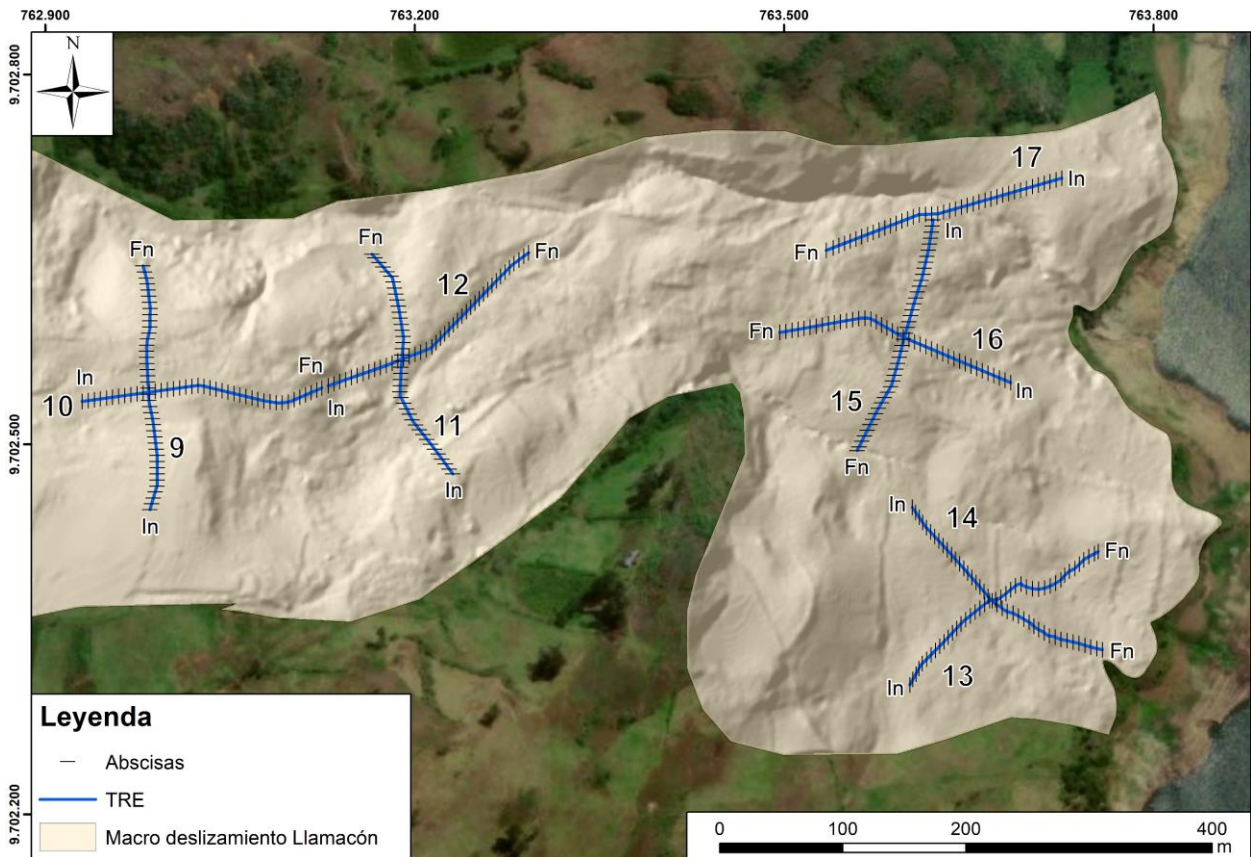 762.900
763.200
763.500
763.800
9.702.800
9.702.500
9.702.200
N
17
In
Fn
In
Fn
Fn
12
Fn
16
Fn
In
In
Fn
10
In
15
11
9
Fn
In
In
In
14
Fn
Fn
In
13
Leyenda
Abscisas
TRE
Macro deslizamiento Llamacón
0
100
200
400
m